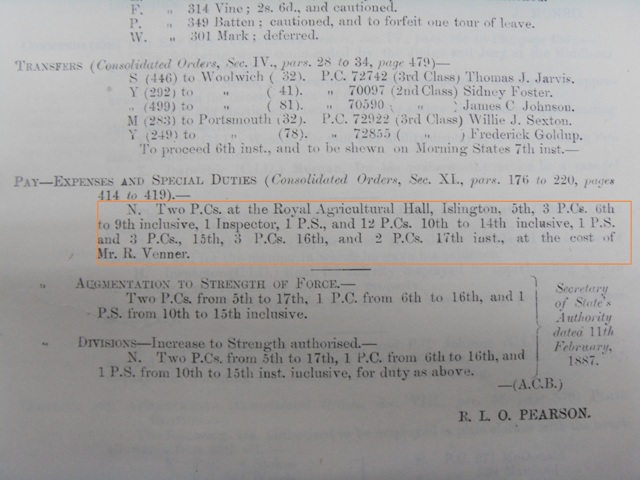 F. „ 314 Vine; 2s. 6d., and cautioned.
P. „ 349 Batten; cautioned, and to forfeit one tour of leave.
W. „ 301 Mark; deferred.
TRANSFERS (Consolidated Orders, Sec. IV., pars. 28 to 34, page 479)—
S (446) to Woolwich ( 32). P.C. 72742 (3rd Class) Thomas J. Jarvis.
Y (292) to „ ( 41). „ 70097 (2nd Class) Sidney Foster.
„ (499) to „ ( 81). „ 70590 ( „ ) James C Johnson.
M (283) to Portsmouth (32). P.C. 72922 (3rd Class) Willie J. Sexton.
Y (249) to „ (78). „ 72855 ( „ ) Frederick Goldup.
To proceed 6th inst., and to be shewn on Morning States 7th inst.—
PAY—EXPENSES AND SPECIAL DUTIES (Consolidated Orders, Sec. XI., pars. 176 to 220, pages
414 to 419).—
N. Two P.Cs. at the Royal Agricultural Hall, Islington, 5th, 3 P.Cs. 6th
to 9th inclusive, 1 Inspector, 1 P.S., and 12 P.Cs. 10th to 14th inclusive, 1 P.S.
and 3 P.Cs., 15th, 3 P.Cs. 16th, and 2 P.Cs. 17th inst., at the cost of
Mr. R. Venner.
„ AUGMENTATION TO STRENGTH OF FORCE.—
Two P.Cs. from 5th to 17th, 1 P.C. from 6th to 16th, and 1
P.S. from 10th to 15th inclusive.
„ DIVISIONS—Increase to Strength authorised.—
N. Two P.Cs. from 5th to 17th, 1 P.C. from 6th to 16th, and
1 P.S. from 10th to 15th inst. inclusive, for duty as above.
Secretary
of State's
Authority
dated 11th
February,
1887.
—(A.C.B.)
R. L. O. PEARSON.